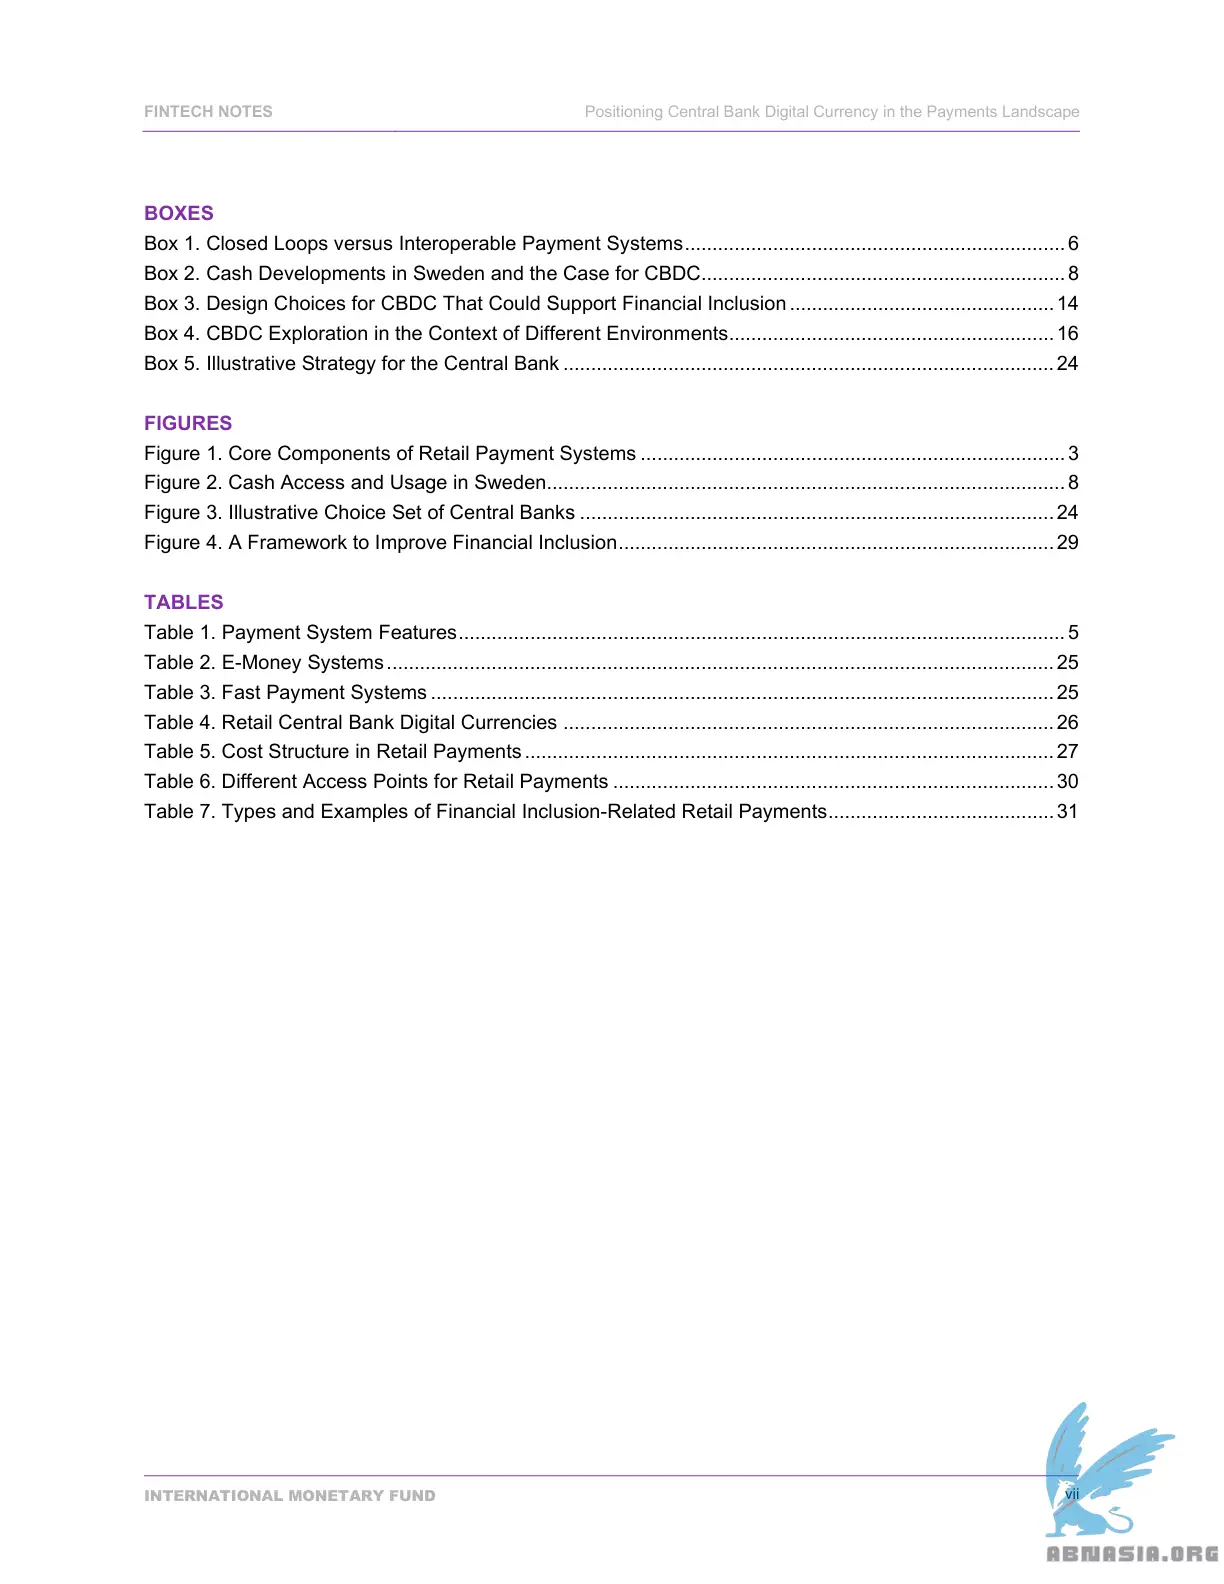 FINTECH NOTES Positioning Central Bank Digital Currency in the Payments Landscape
BOXES
Box 1. Closed Loops versus Interoperable Payment Systems..................................................................... 6
Box 2. Cash Developments in Sweden and the Case for CBDC.................................................................. 8
Box 3. Design Choices for CBDC That Could Support Financial Inclusion ................................................ 14
Box 4. CBDC Exploration in the Context of Different Environments........................................................... 16
Box 5. Illustrative Strategy for the Central Bank ......................................................................................... 24
FIGURES
Figure 1. Core Components of Retail Payment Systems ............................................................................. 3
Figure 2. Cash Access and Usage in Sweden.............................................................................................. 8
Figure 3. Illustrative Choice Set of Central Banks ...................................................................................... 24
Figure 4. A Framework to Improve Financial Inclusion............................................................................... 29
TABLES
Table 1. Payment System Features.............................................................................................................. 5
Table 2. E-Money Systems ......................................................................................................................... 25
Table 3. Fast Payment Systems ................................................................................................................. 25
Table 4. Retail Central Bank Digital Currencies ......................................................................................... 26
Table 5. Cost Structure in Retail Payments ................................................................................................ 27
Table 6. Different Access Points for Retail Payments ................................................................................ 30
Table 7. Types and Examples of Financial Inclusion-Related Retail Payments......................................... 31
INTERNATIONAL MONETARY FUND vii
ABNASIA.ORG